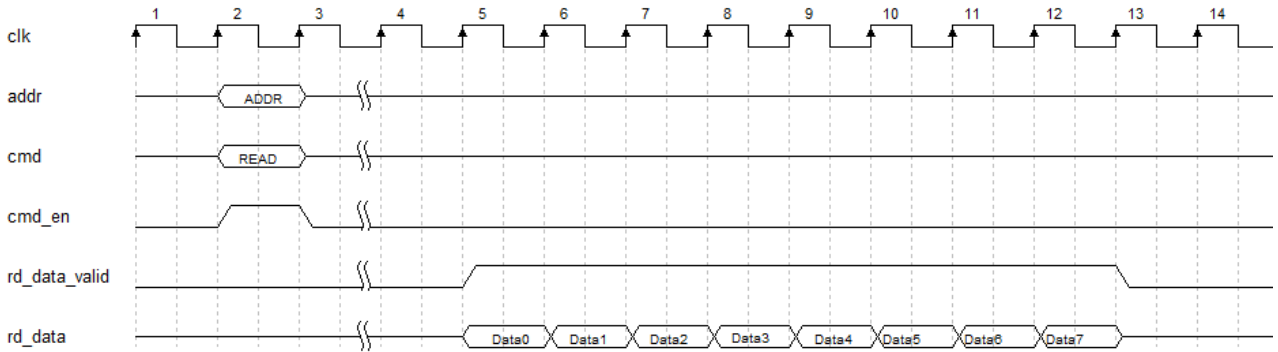 1 2 3 4 5 6 7 8 9 10 11 12 13 14
clk
addr ADDR
cmd READ
cmd_en
rd_data_valid
rd_data Data0 Data1 Data2 Data3 Data4 Data5 Data6 Data7